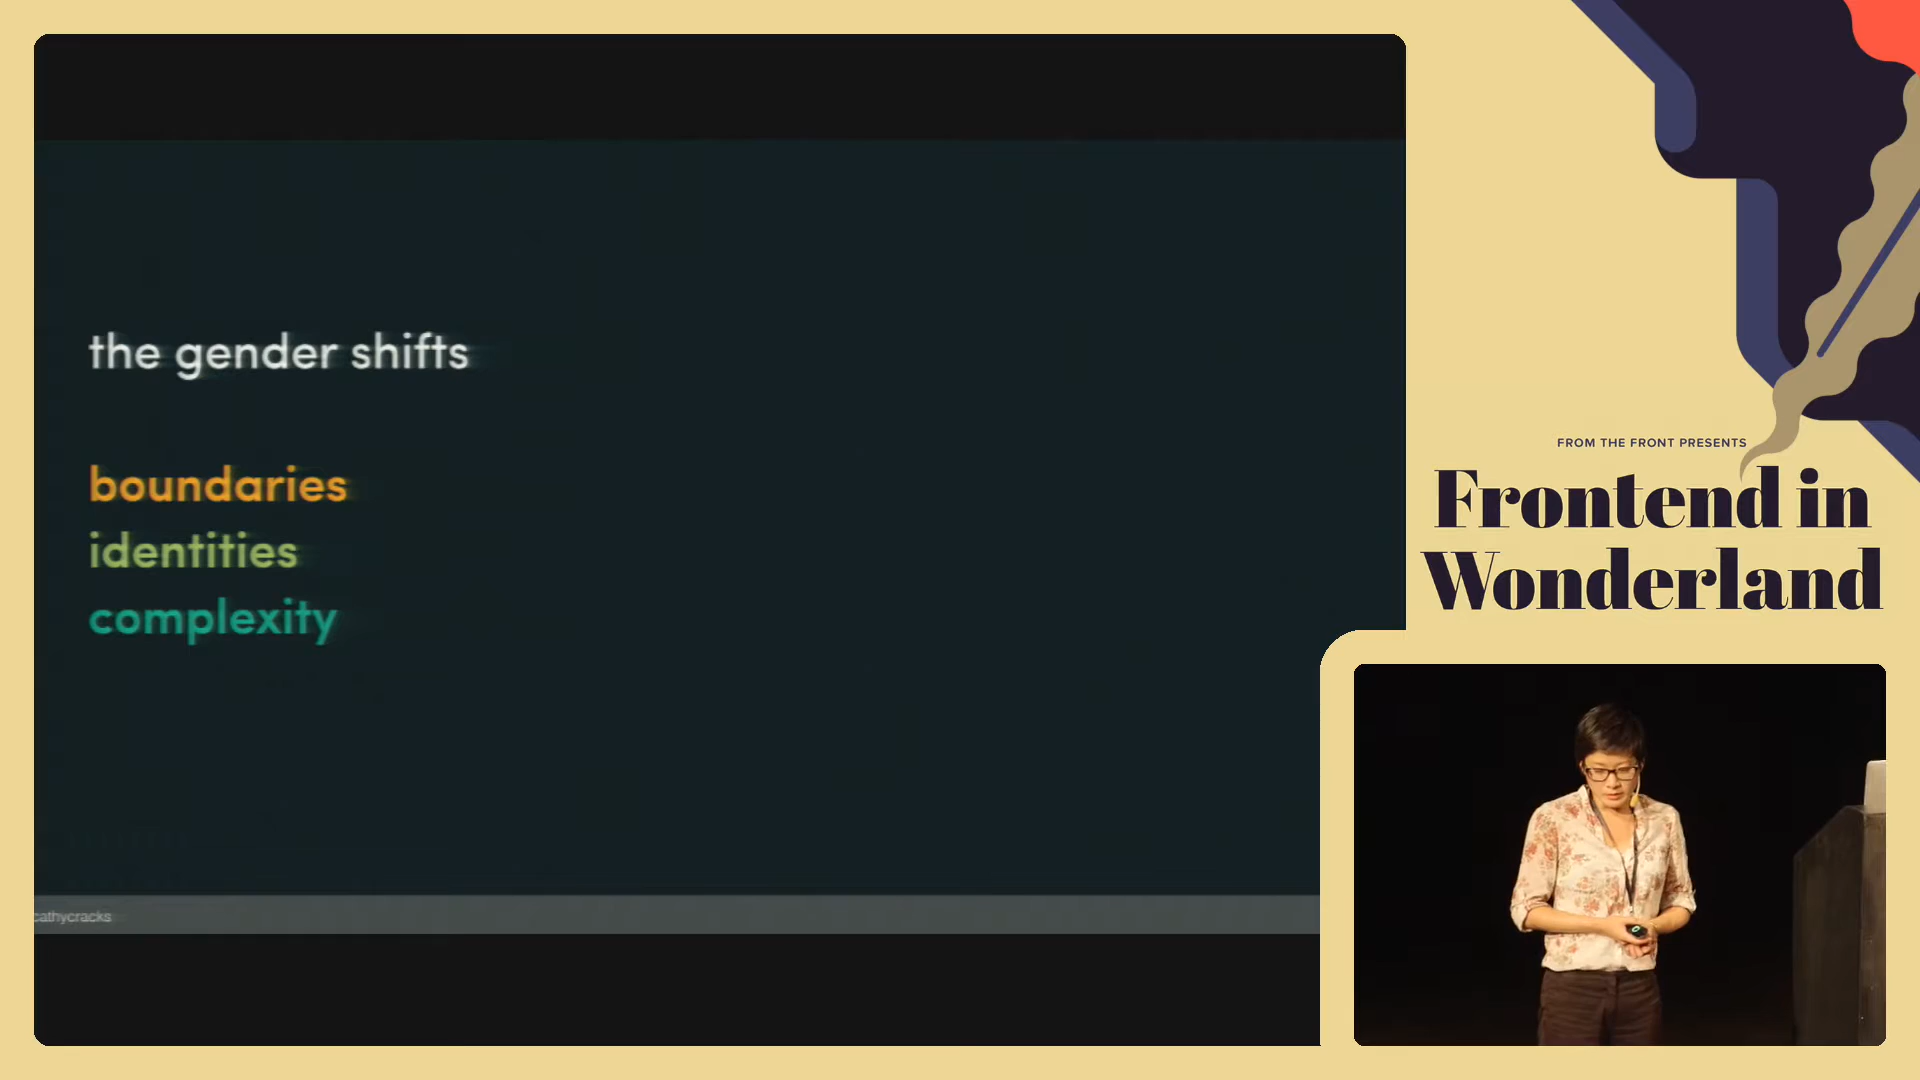 the gender shifts
boundaries
identities
complexity
cathycracks
FROM THE FRONT PRESENTS
Frontend in
Wonderland